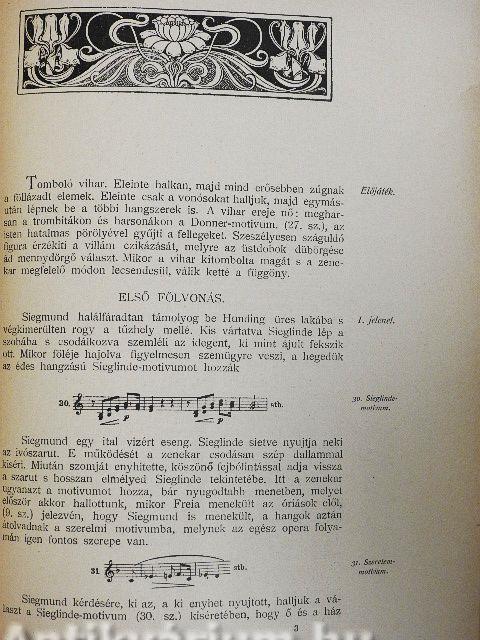 Tomboló vihar. Eleinte halkan, majd mind erősebben zúgnak
a föllázadt elemek. Eleinte csak a vonósokat halljuk, majd egymás-
után lépnek be a többi hangszerek is. A vihar ereje nő: meghar-
san a trombitákon és harsonákon a Donner-motivum. (27. sz.), az
isten hatalmas pörölyével gyűjti a fellegeket. Szeszélyesen száguldó
figura érzékíti a villám czikázását, melyre az üstdobok dübörgése
ád mennydörgő választ. Mikor a vihar kitombolta magát s a zene-
kar megfelelő módon lecsendesül, válik ketté a függöny.
Előjáték.
ELSŐ FÖLVONÁS.
Siegmund halálfáradtan támolyog be Hunding üres lakába s
végkimerülten rogy a tűzhely mellé. Kis vártatva Sieglinde lép a
szobába s csodálkozva szemléli az idegent, ki mint ájult fekszik
ott. Mikor föléje hajolva figyelmesen szemügyre veszi, a hegedűk
az édes hangzású Sieglinde-motivumot hozzák
1. jelenet.
30.
p
p
stb.
30. Sieglinde-
motivum.
Siegmund egy ital vizért eseng. Sieglinde sietve nyujtja neki
az ivószarut. E működését a zenekar csodásan szép dallammal
kíséri. Miután szomját enyhítette, köszönő fejbólintással adja vissza
a szarut s hosszan elmélyed Sieglinde tekintetébe. Itt a zenekar
ugyanazt a motivumot hozza, bár nyugodtabb menetben, melyet
először akkor hallottunk, mikor Freia menekült az óriások elől,
(9. sz.) jelezvén, hogy Siegmund is menekült, a hangok aztán
átolvadnak a szerelmi motivumba, melynek az egész opera folya-
mán igen fontos szerepe van.
31
stb.
31. Szerelem-
motivum.
Siegmund kérdésére, ki az, a ki enyhet nyujtott, halljuk a vá-
laszt a Sieglinde-motivum (30. sz.) kíséretében, hogy ő és a ház
3